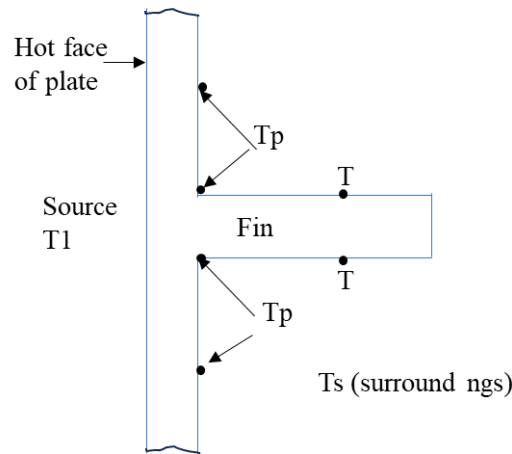 Hot face
of plate
Tp
T
Source
T1
Fin
T
Tp
Ts (surround ngs)